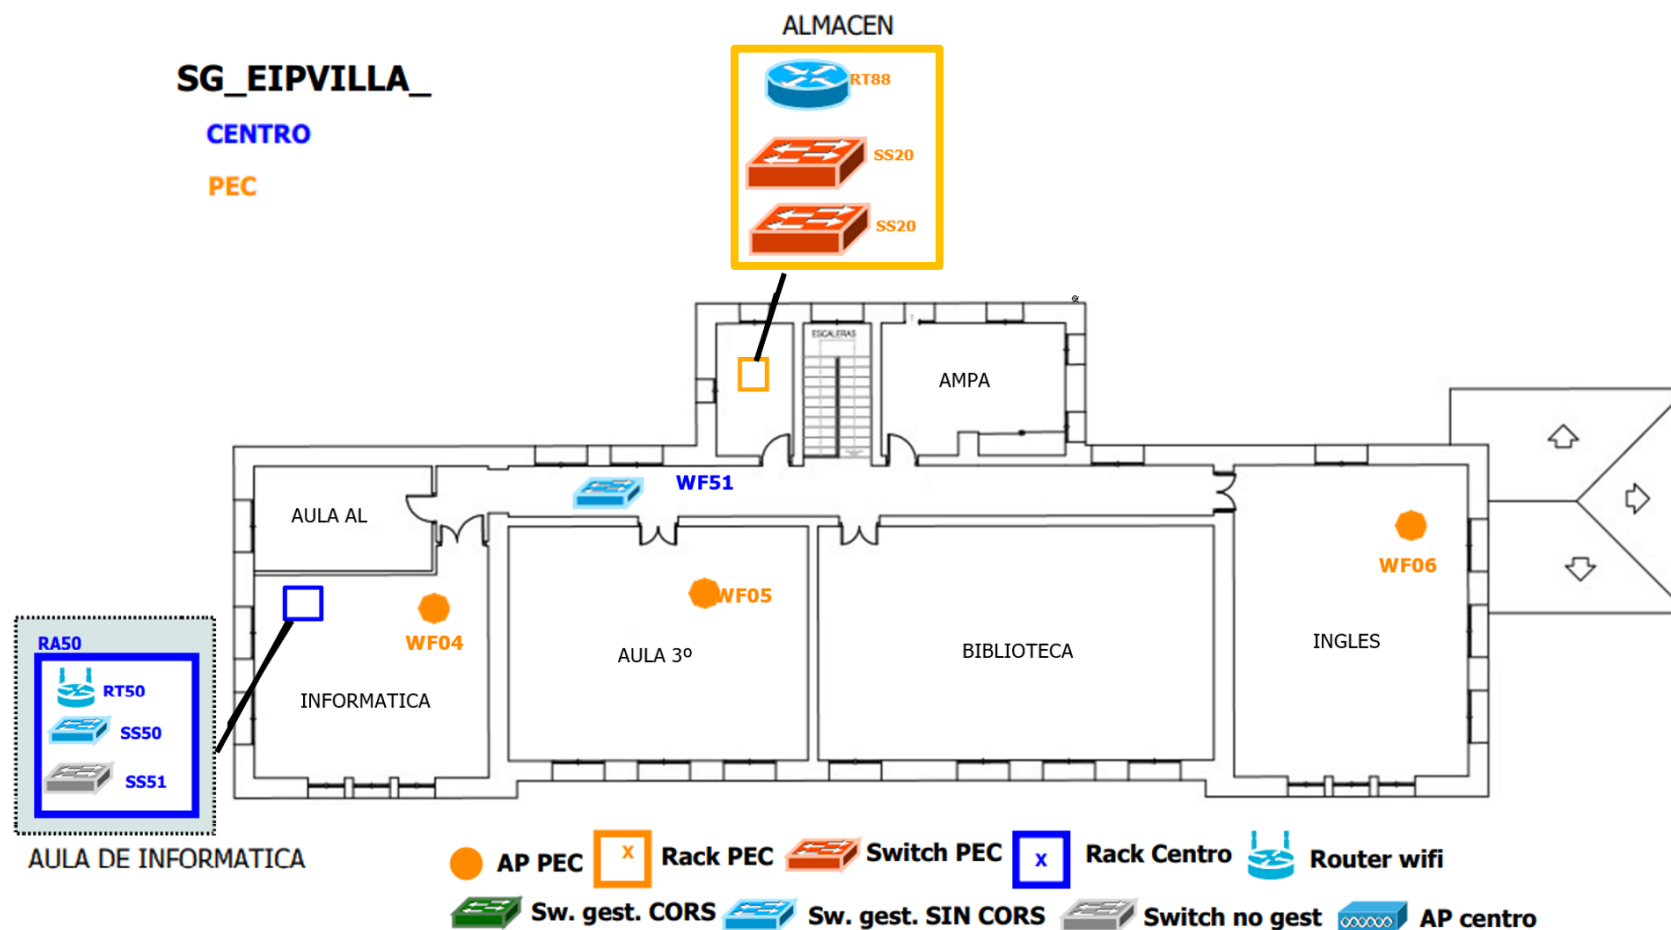 ALMACEN
SG_EIPVILLA_
CENTRO
PEC
RT88
SS20
SS20
ESCALERAS
AMPA
WF51
AULA AL
WF06
WF05
WF04
RA50
RT50
SS50
SS51
INFORMATICA
AULA 3º
BIBLIOTECA
INGLES
AULA DE INFORMATICA
AP PEC
x
Rack PEC
Switch PEC
x
Rack Centro
Router wifi
Sw. gest. CORS
Sw. gest. SIN CORS
Switch no gest
AP centro